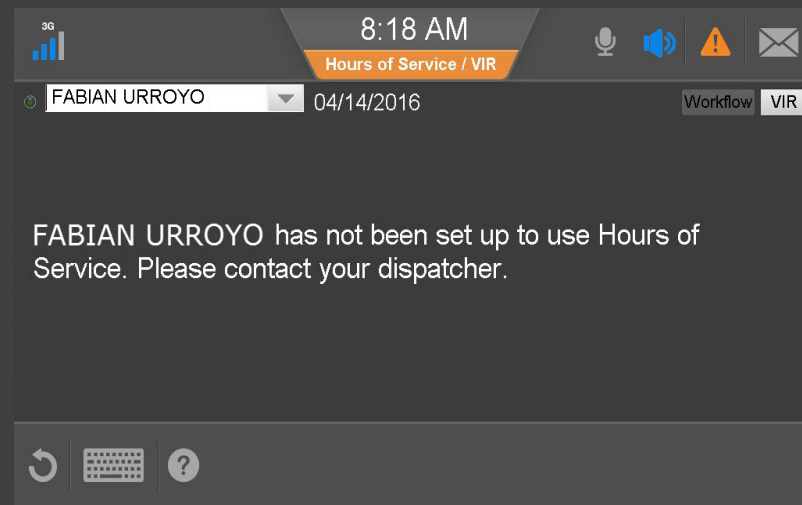 3G
8:18 AM
Hours of Service / VIR
FABIAN URROYO
04/14/2016
Workflow
VIR
FABIAN URROYO has not been set up to use Hours of
Service. Please contact your dispatcher.
?